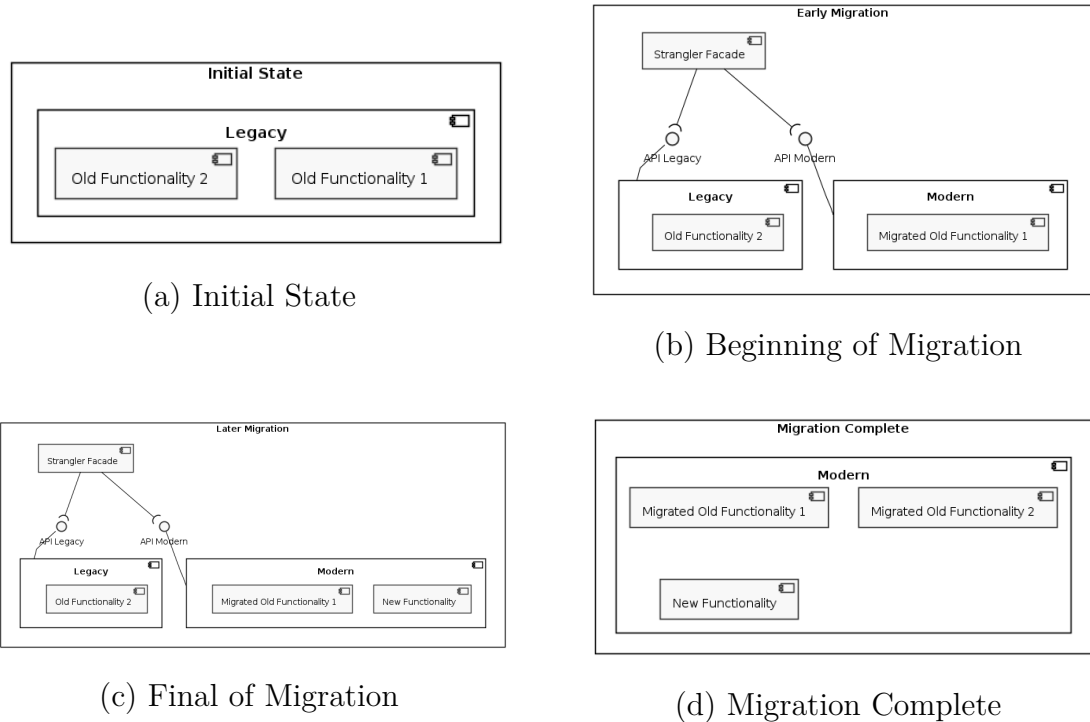 Initial State
Legacy
Old Functionality 2
Old Functionality 1
(a) Initial State
Early Migration
Strangler Facade
API Legacy
API Modern
Legacy
Old Functionality 2
Modern
Migrated Old Functionality 1
(b) Beginning of Migration
Later Migration
Strangler Facade
API Legacy
API Modern
Legacy
Old Functionality 2
Modern
Migrated Old Functionality 1
New Functionality
(c) Final of Migration
Migration Complete
Modern
Migrated Old Functionality 1
Migrated Old Functionality 2
New Functionality
(d) Migration Complete